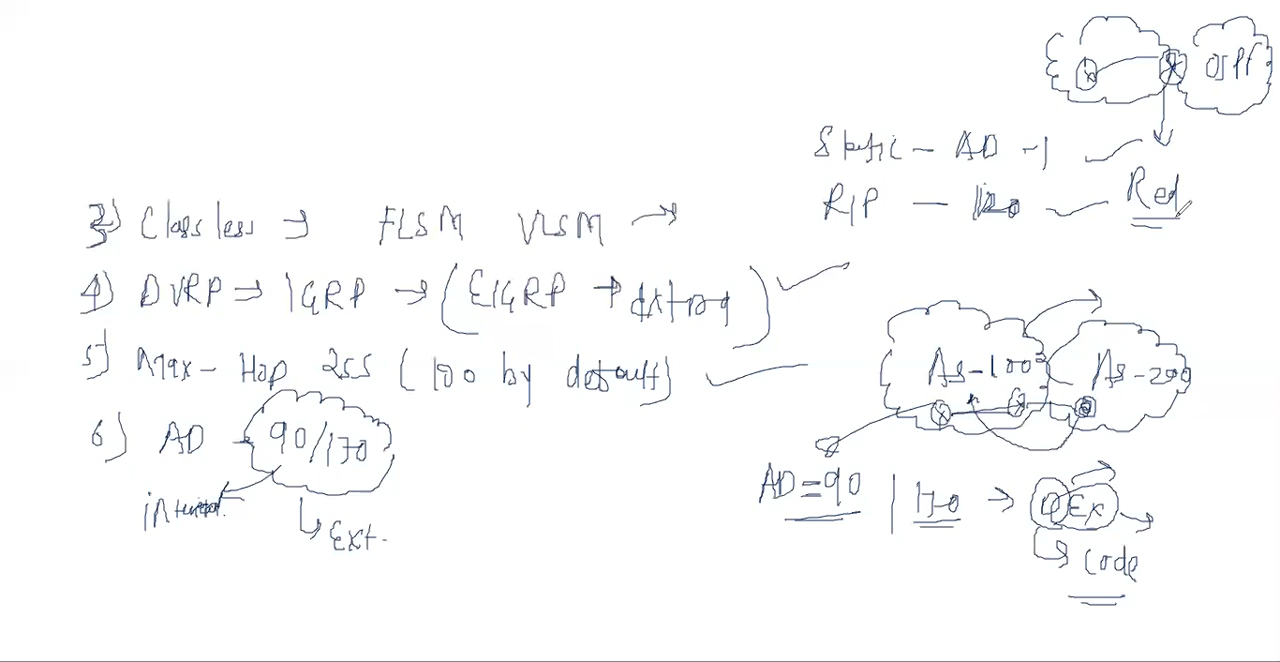 OSPF
Static - AD - 1
RIP - 120
Red
3) Classless → FLSM VLSM →
4) DVRP → IGRP → (EIGRP →
5) Max - Hop 255 (100 by default)
AS-100 AS-200
6) AD - 90/170
internal
Ext.
AD = 90 | 170 → D Ex →
Code